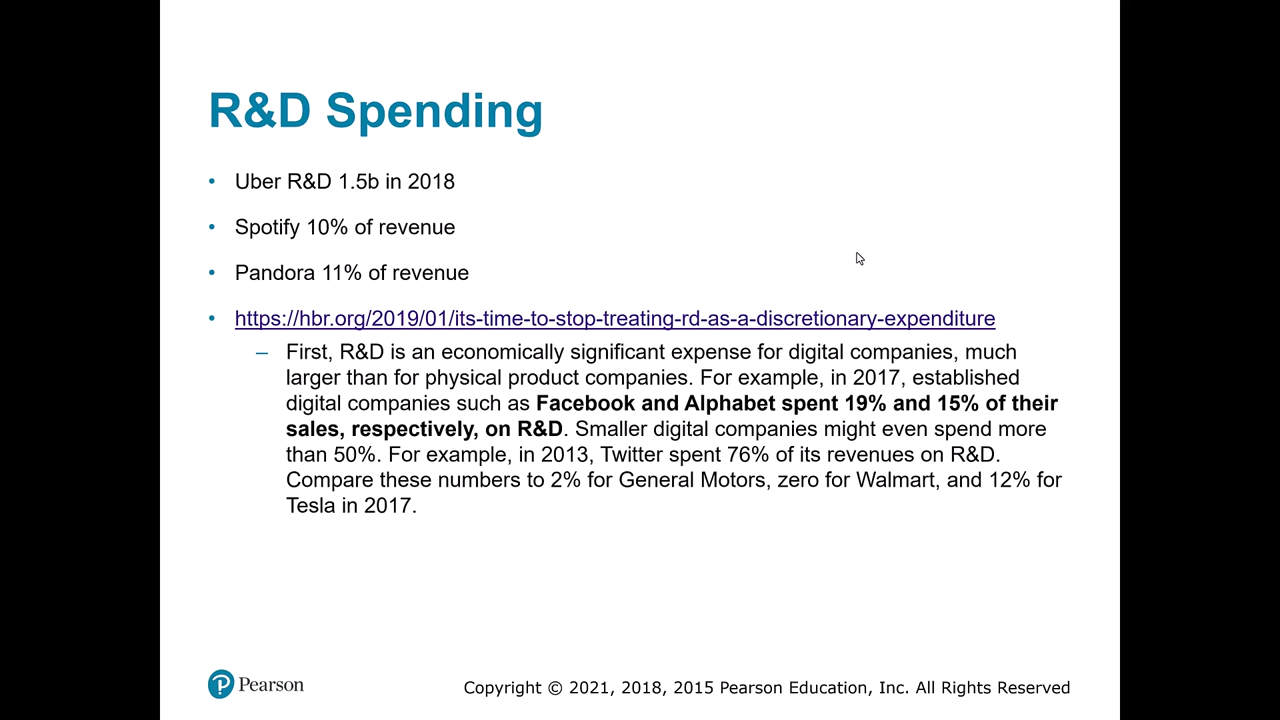 R&D Spending
• Uber R&D 1.5b in 2018
• Spotify 10% of revenue
• Pandora 11% of revenue
• https://hbr.org/2019/01/its-time-to-stop-treating-rd-as-a-discretionary-expenditure
– First, R&D is an economically significant expense for digital companies, much
larger than for physical product companies. For example, in 2017, established
digital companies such as Facebook and Alphabet spent 19% and 15% of their
sales, respectively, on R&D. Smaller digital companies might even spend more
than 50%. For example, in 2013, Twitter spent 76% of its revenues on R&D.
Compare these numbers to 2% for General Motors, zero for Walmart, and 12% for
Tesla in 2017.
Pearson
Copyright © 2021, 2018, 2015 Pearson Education, Inc. All Rights Reserved